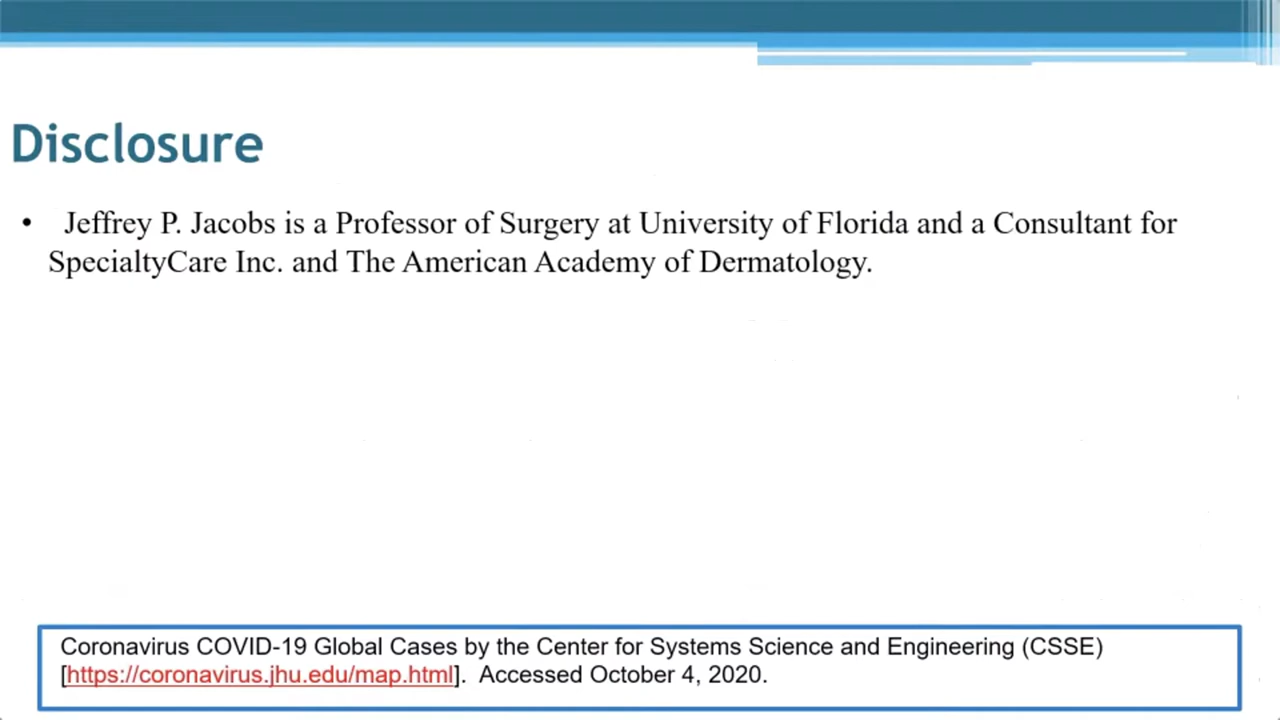 Disclosure
• Jeffrey P. Jacobs is a Professor of Surgery at University of Florida and a Consultant for
SpecialtyCare Inc. and The American Academy of Dermatology.
Coronavirus COVID-19 Global Cases by the Center for Systems Science and Engineering (CSSE)
[https://coronavirus.jhu.edu/map.html].  Accessed October 4, 2020.